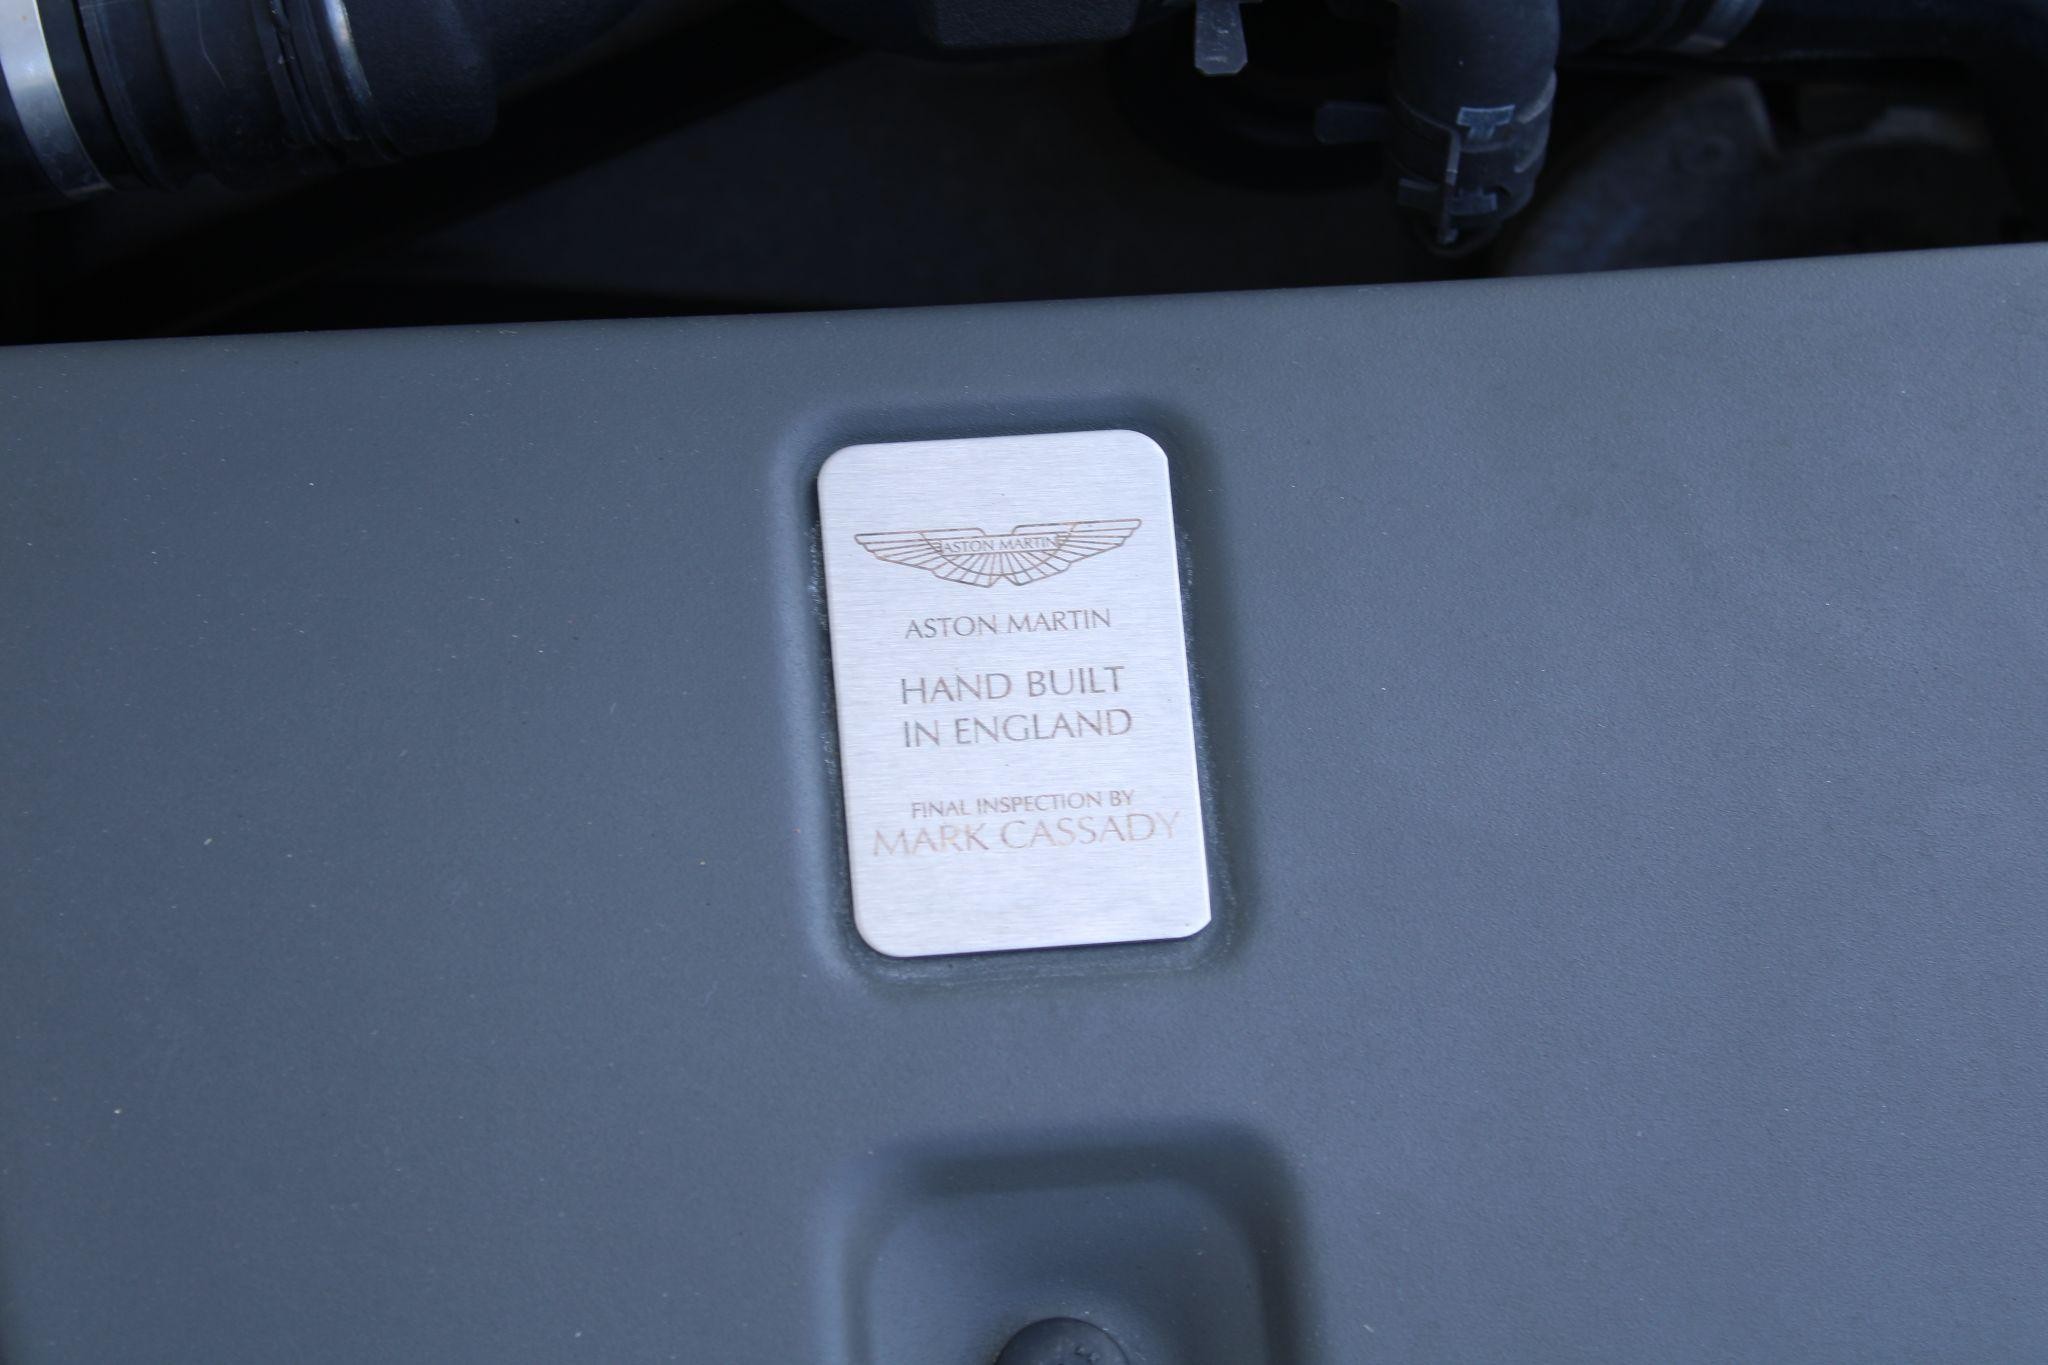 ASTON MARTIN
ASTON MARTIN
HAND BUILT
IN ENGLAND
FINAL INSPECTION BY
MARK CASSADY